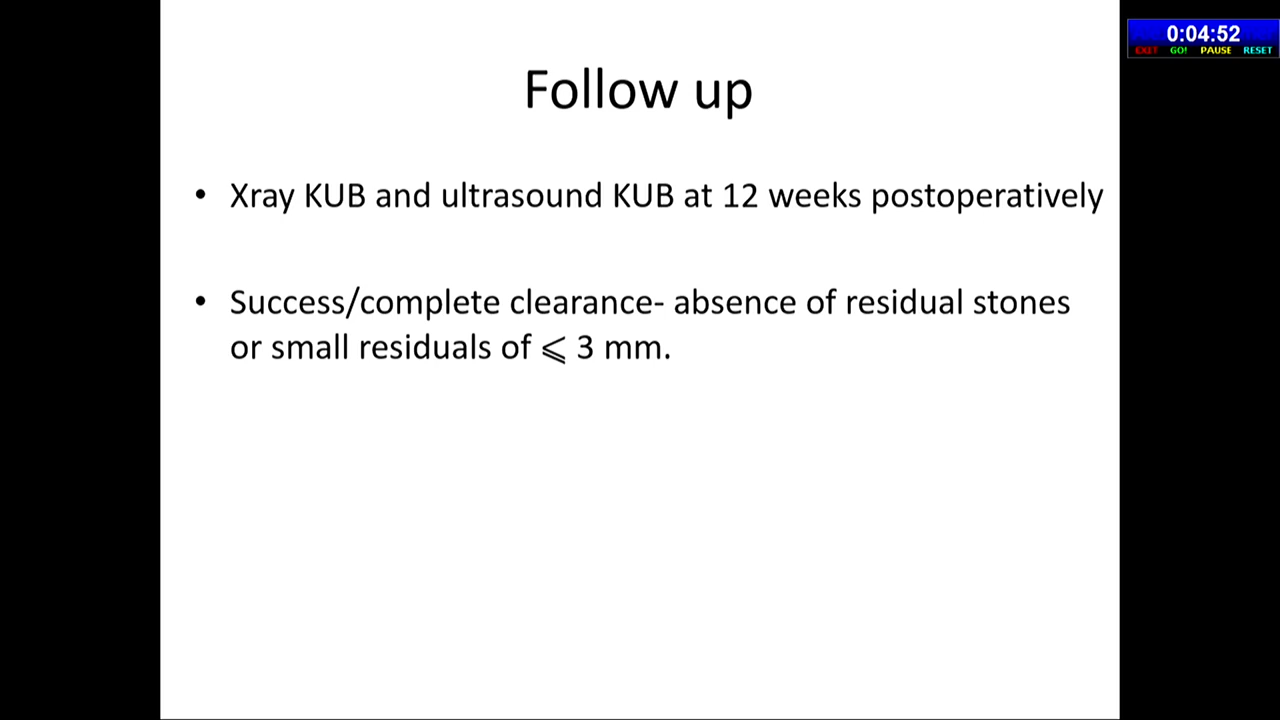 0:04:52
EXIT GO! PAUSE RESET
Follow up
• Xray KUB and ultrasound KUB at 12 weeks postoperatively
• Success/complete clearance- absence of residual stones
or small residuals of ⩽ 3 mm.